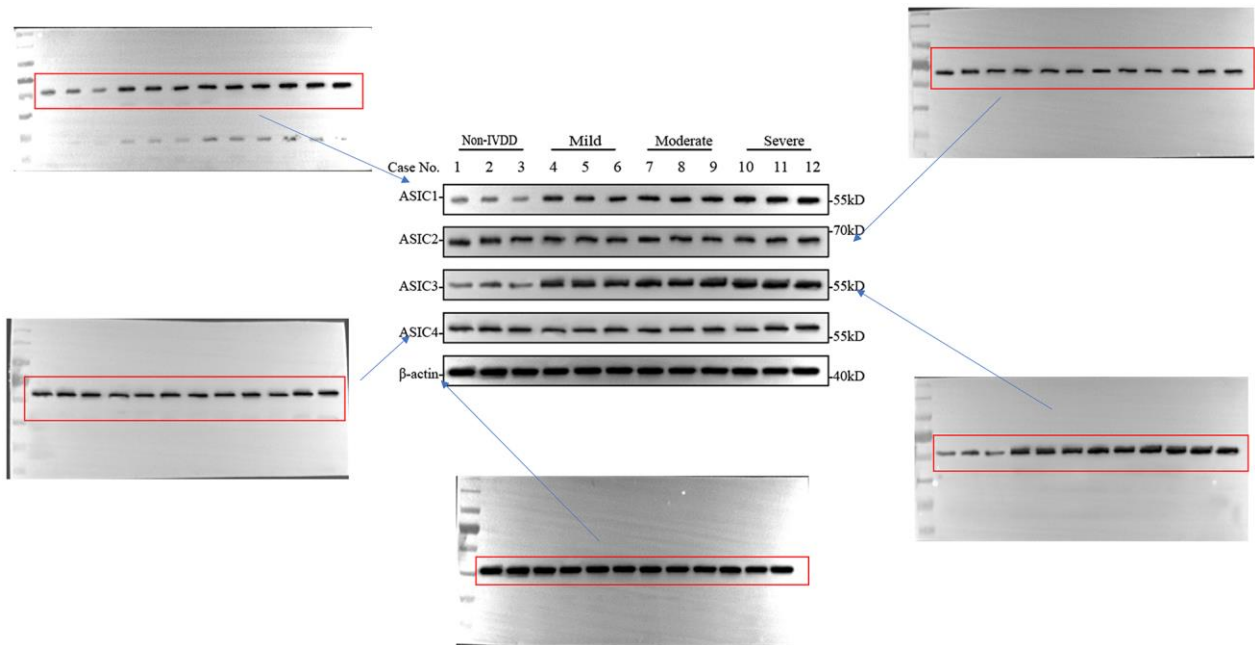 Non-IVDD Mild Moderate Severe
Case No. 1 2 3 4 5 6 7 8 9 10 11 12
ASIC1 55kD
ASIC2 70kD
ASIC3 55kD
ASIC4 55kD
β-actin 40kD